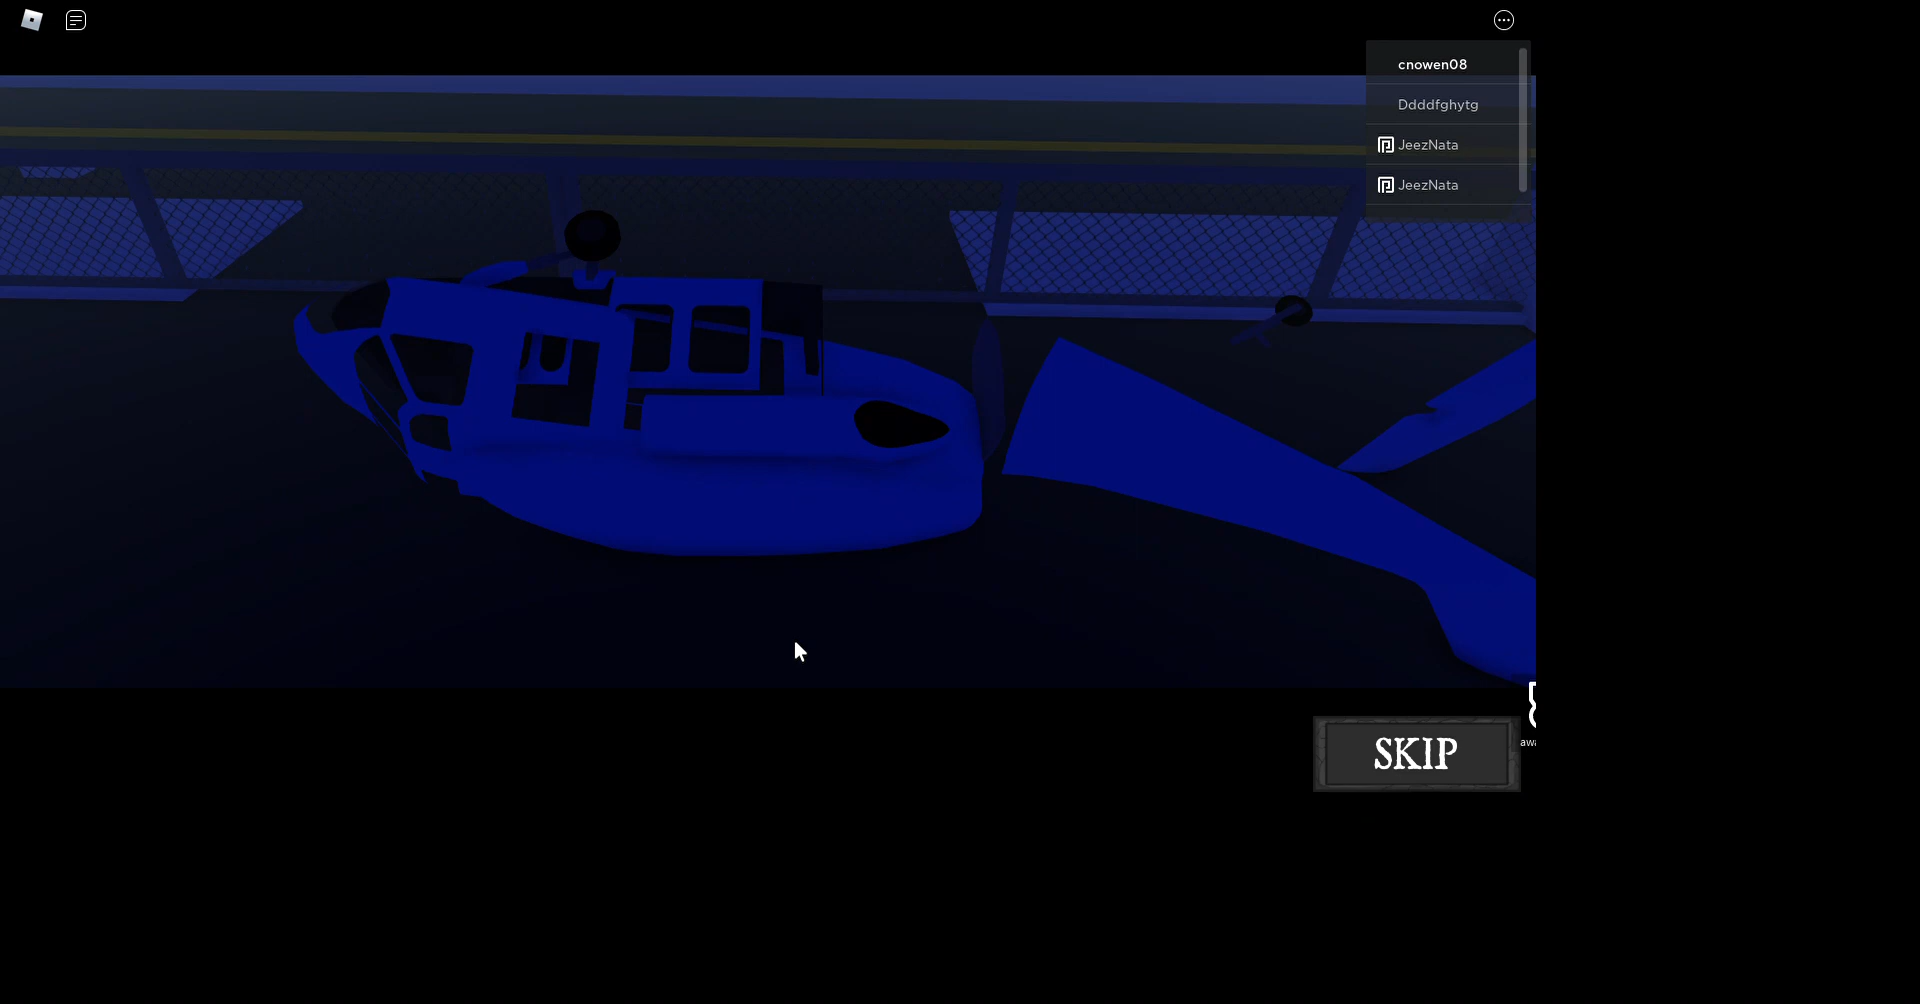 cnowen08
Ddddfghytg
JeezNata
JeezNata
SKIP